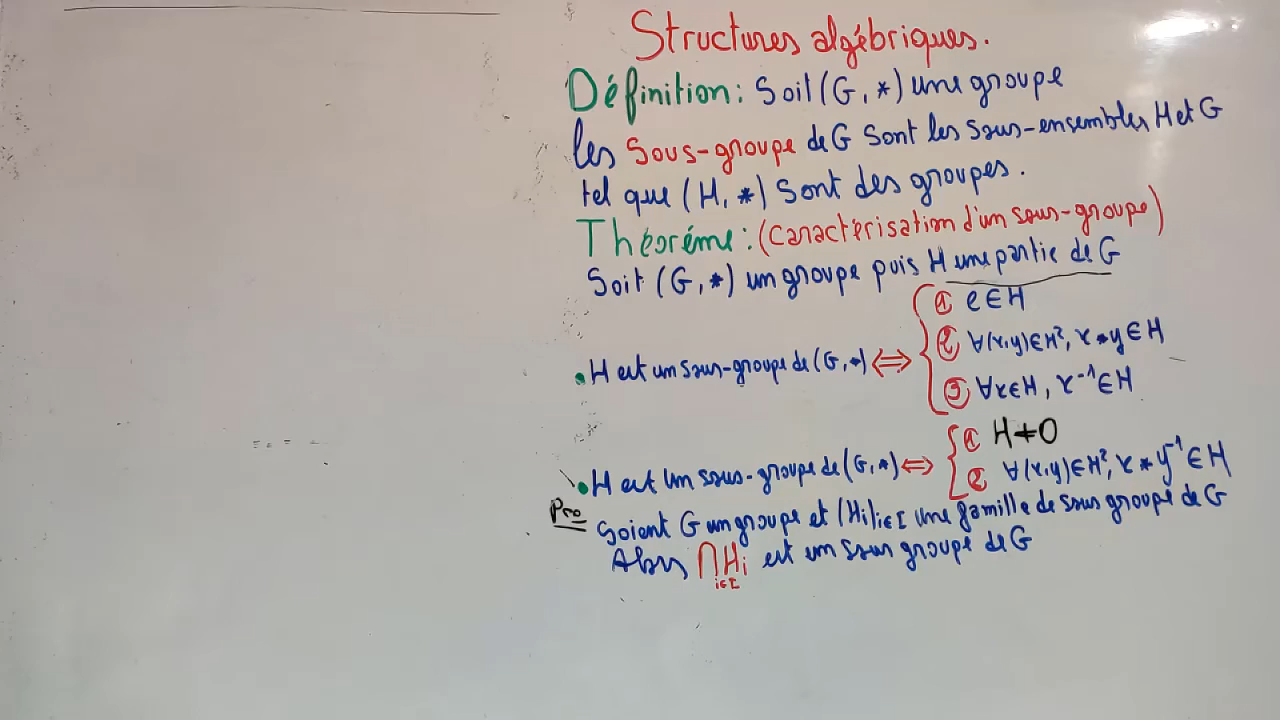 Structures algébriques.
Définition: Soit (G, *) une groupe
les sous-groupe de G sont les sous-ensembles H et G
tel que (H, *) sont des groupes.
Théoréme: (caractérisation d'un sous-groupe)
Soit (G, *) un groupe puis H une partie de G
① e∈H
② ∀(x,y)∈H², x*y∈H
• H est un sous-groupe de (G, *) ⇔
③ ∀x∈H, x⁻¹∈H
① H≠O
• H est un sous-groupe de (G, *) ⇔ ② ∀(x,y)∈H², x*y⁻¹∈H
Pro Soient G un groupe et (Hi)i∈I une famille de sous groupe de G
Alors ⋂Hi est un sous groupe de G
i∈I